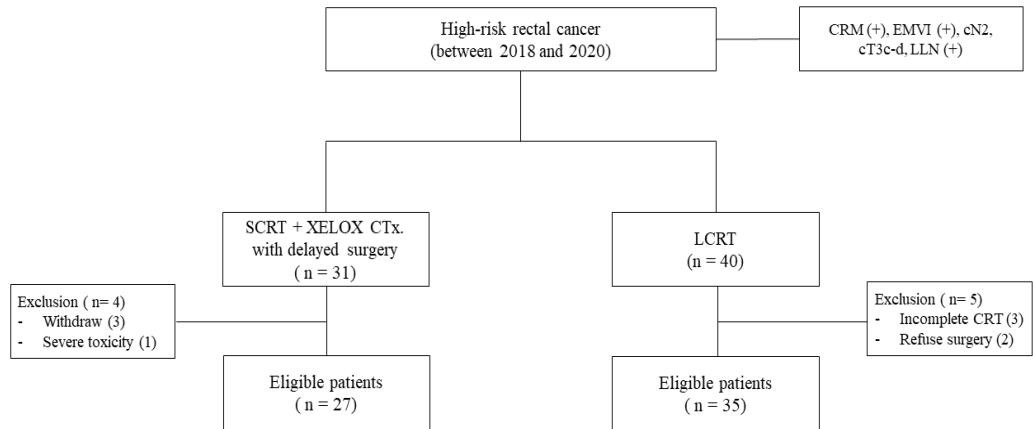 High-risk rectal cancer
(between 2018 and 2020)
CRM (+), EMVI (+), cN2,
cT3c-d, LLN (+)
SCRT + XELOX CTx.
with delayed surgery
( n = 31)
LCRT
(n = 40)
Exclusion ( n= 4)
- Withdraw (3)
- Severe toxicity (1)
Exclusion ( n= 5)
- Incomplete CRT (3)
- Refuse surgery (2)
Eligible patients
( n = 27)
Eligible patients
( n = 35)